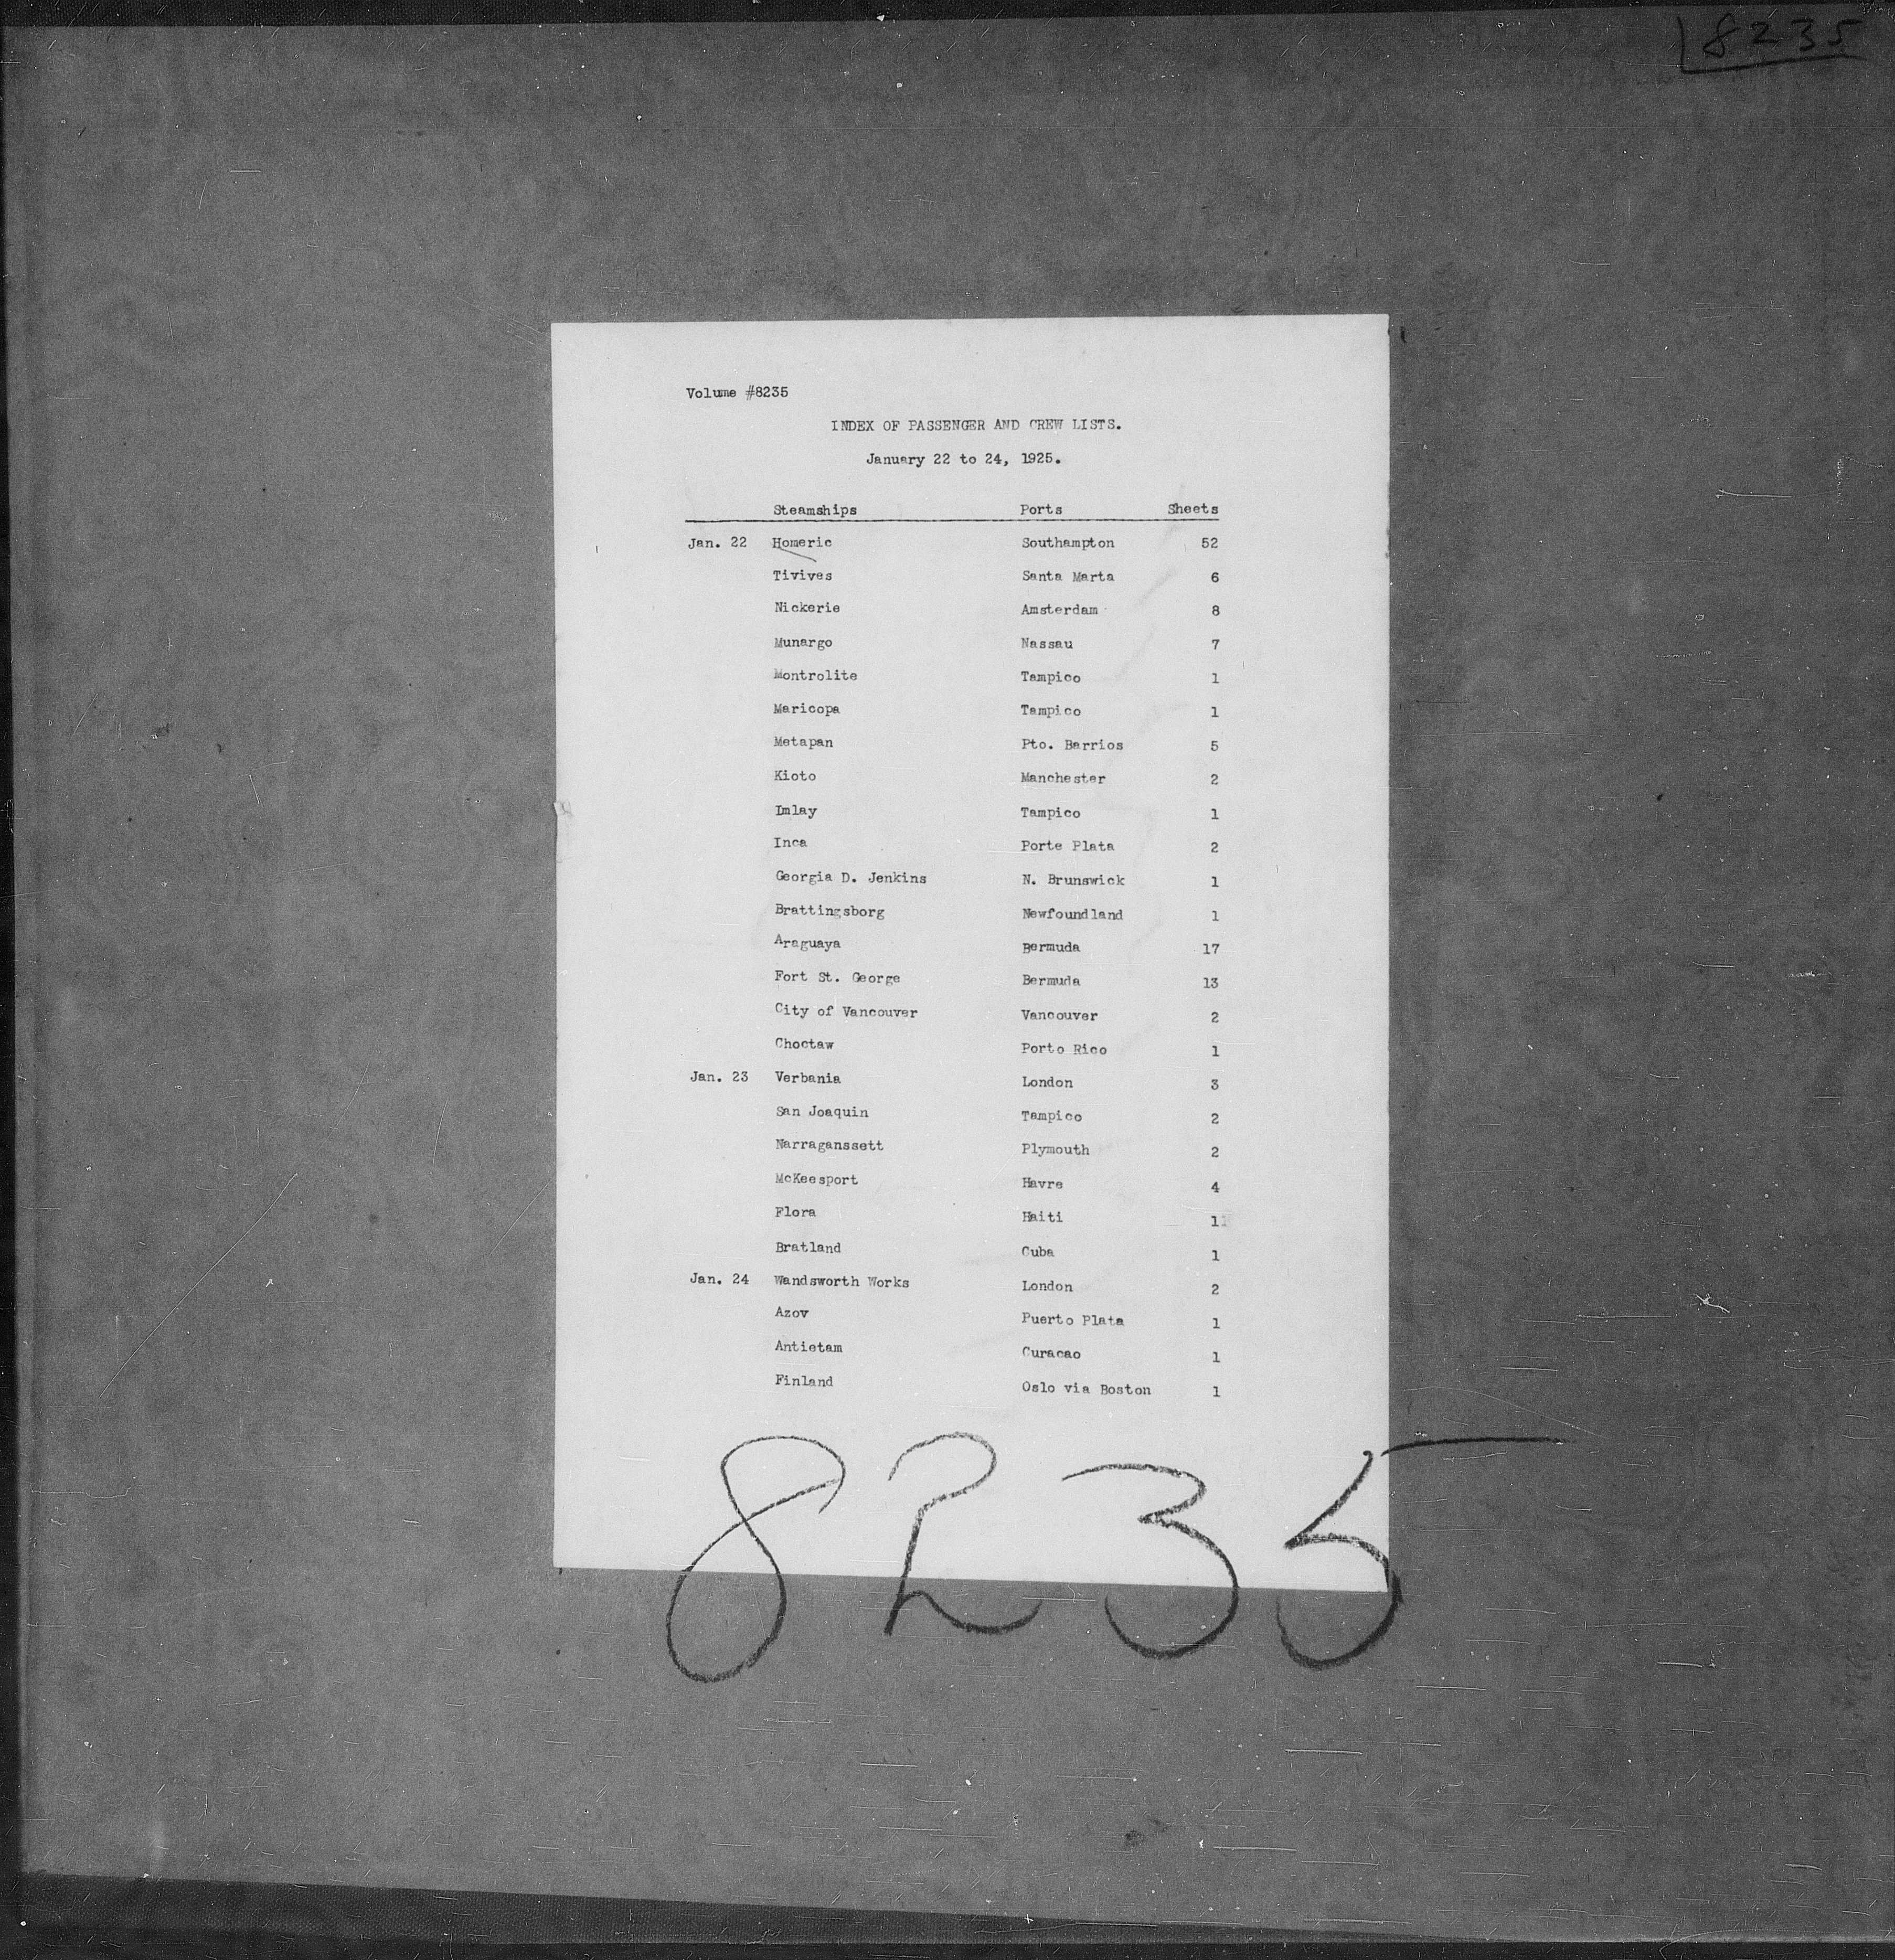 8235
Volume #8235
INDEX OF PASSENGER AND CREW LISTS.
January 22 to 24, 1925.
Steamships Ports Sheets
Jan. 22 Homeric Southampton 52
Tivives Santa Marta 6
Nickerie Amsterdam 8
Munargo Nassau 7
Montrolite Tampico 1
Maricopa Tampico 1
Metapan Pto. Barrios 5
Kioto Manchester 2
Imlay Tampico 1
Inca Porte Plata 2
Georgia D. Jenkins N. Brunswick 1
Brattingsborg Newfoundland 1
Araguaya Bermuda 17
Fort St. George Bermuda 13
City of Vancouver Vancouver 2
Choctaw Porto Rico 1
Jan. 23 Verbania London 3
San Joaquin Tampico 2
Narraganssett Plymouth 2
McKeesport Havre 4
Flora Haiti 1
Bratland Cuba 1
Jan. 24 Wandsworth Works London 2
Azov Puerto Plata 1
Antietam Curacao 1
Finland Oslo via Boston 1
8235